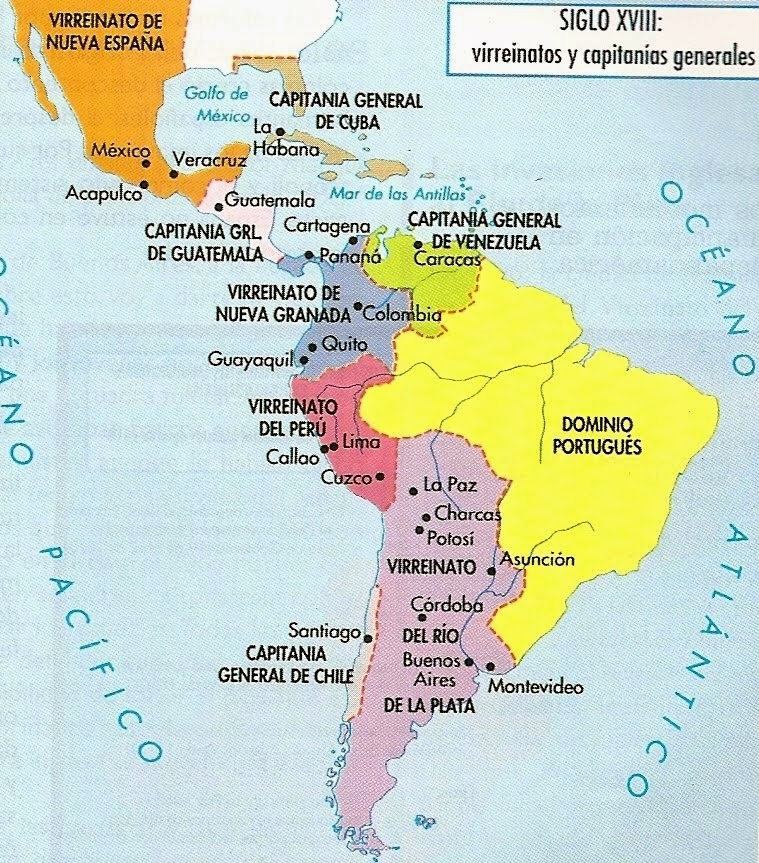 VIRREINATO DE
NUEVA ESPAÑA
SIGLO XVIII:
virreinatos y capitanías generales
Golfo de
México
CAPITANIA GENERAL
DE CUBA
La
Habana
México
Veracruz
Acapulco
Guatemala
Mar de las Antillas
CAPITANIA GRL.
DE GUATEMALA
Cartagena
Panamá
CAPITANIA GENERAL
DE VENEZUELA
Caracas
VIRREINATO DE
NUEVA GRANADA
Colombia
Quito
Guayaquil
VIRREINATO
DEL PERÚ
Lima
Callao
Cuzco
DOMINIO
PORTUGUÉS
La Paz
Charcas
Potosí
VIRREINATO
Asunción
Córdoba
DEL RÍO
Santiago
CAPITANIA
GENERAL DE CHILE
Buenos
Aires
Montevideo
DE LA PLATA
OCÉANO
PACÍFICO
OCÉANO
ATLÁNTICO